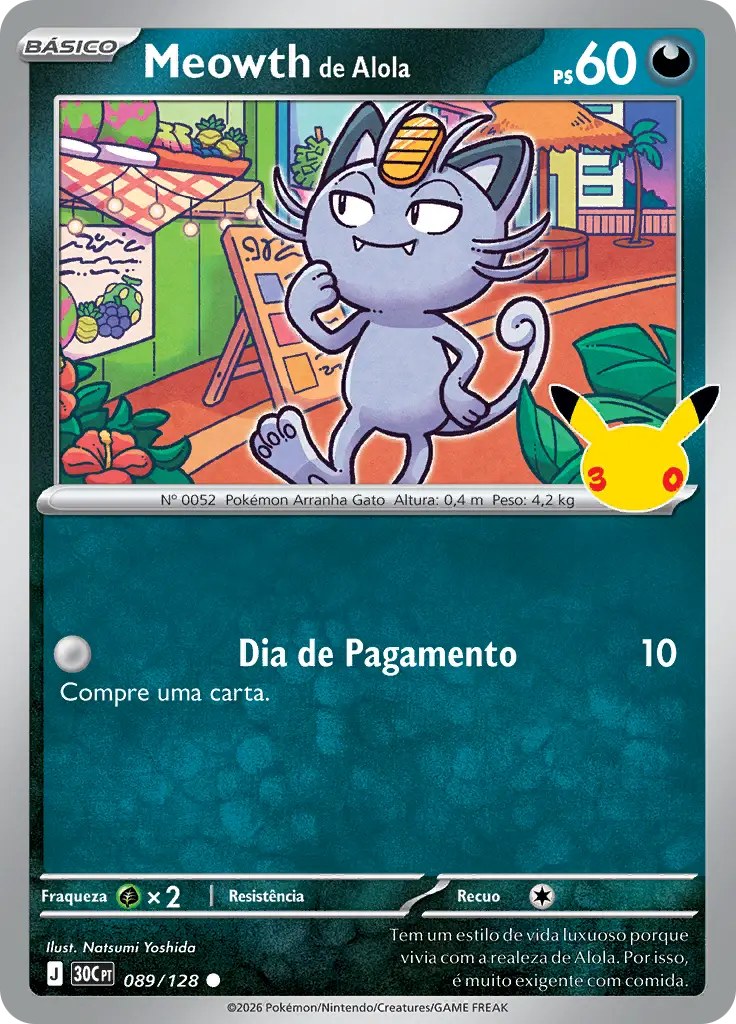 BÁSICO
Meowth de Alola
PS60
Nº 0052 Pokémon Arranha Gato Altura: 0,4 m Peso: 4,2 kg
30
Dia de Pagamento 10
Compre uma carta.
Fraqueza ×2 Resistência Recuo
Ilust. Natsumi Yoshida
Tem um estilo de vida luxuoso porque
vivia com a realeza de Alola. Por isso,
é muito exigente com comida.
J 30C PT 089/128
©2026 Pokémon/Nintendo/Creatures/GAME FREAK